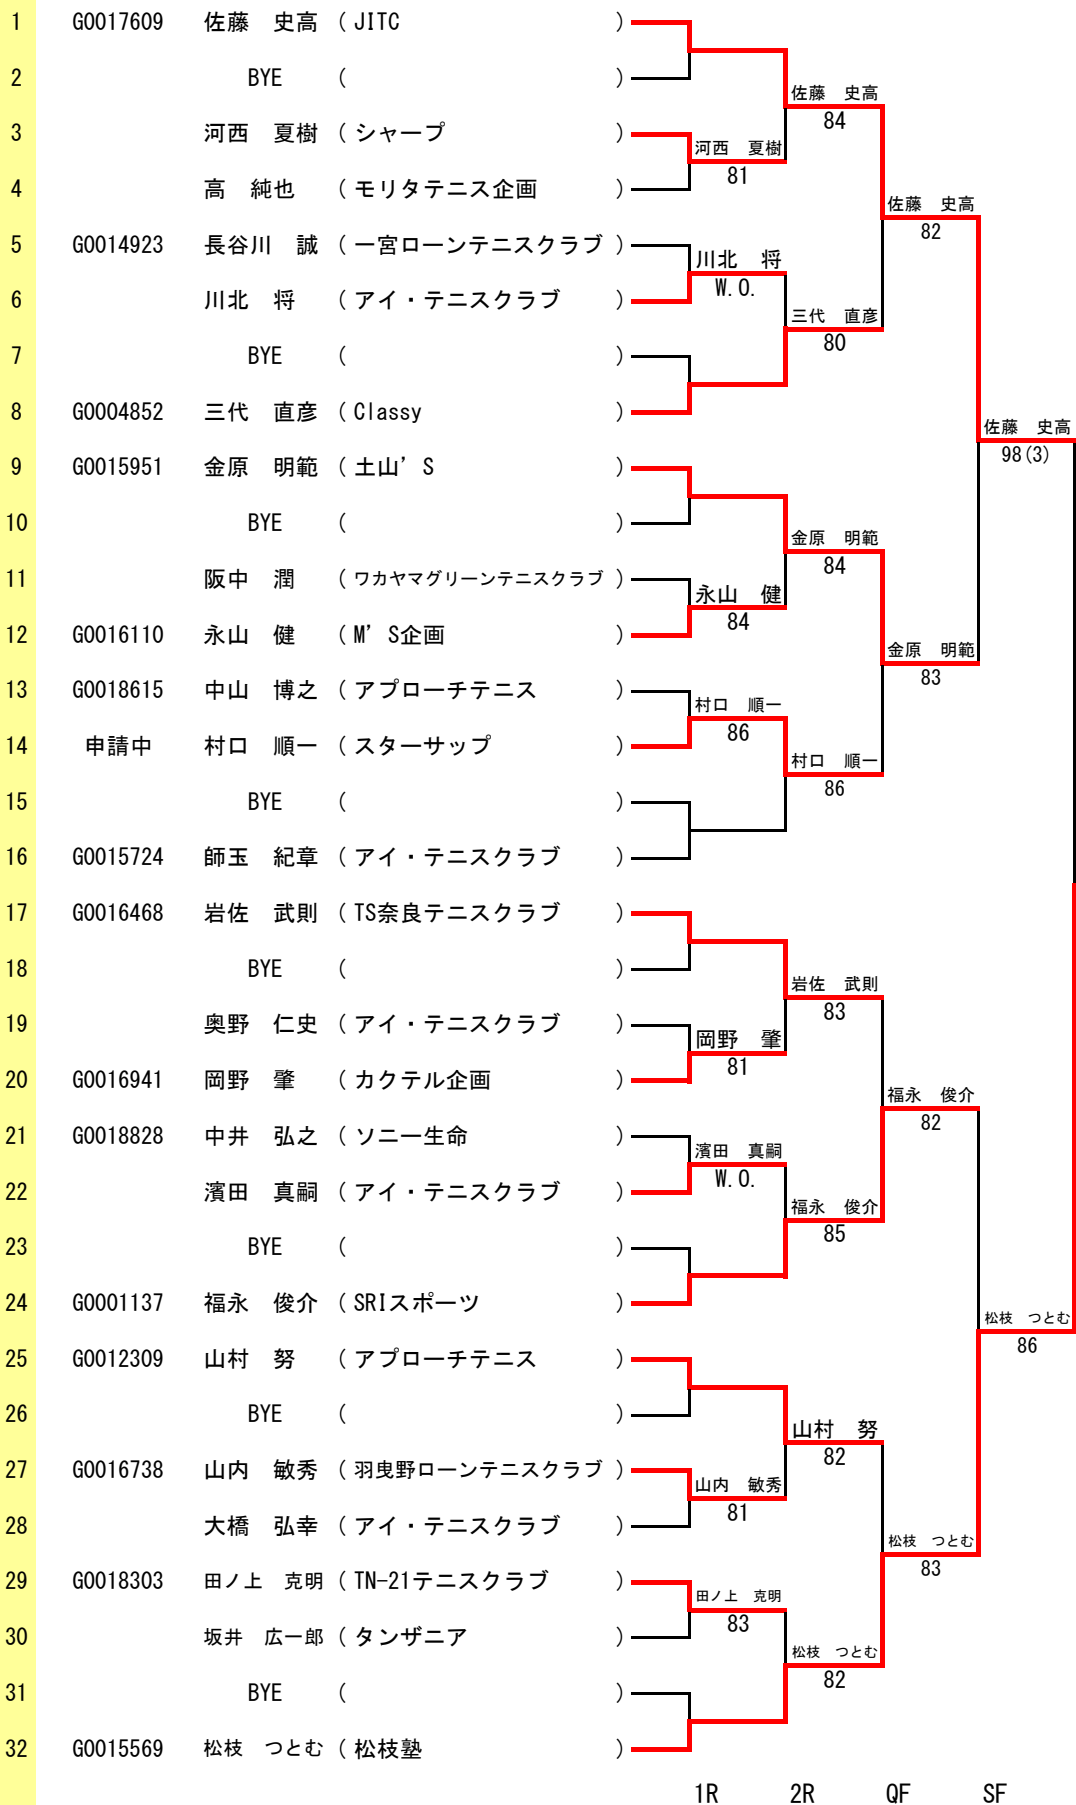 1 G0017609 佐藤 史高 ( JITC )
2 BYE ( )
佐藤 史高
84
3 河西 夏樹 ( シャープ )
河西 夏樹
81
4 高 純也 ( モリタテニス企画 )
佐藤 史高
82
5 G0014923 長谷川 誠 ( 一宮ローンテニスクラブ )
川北 将
W.O.
6 川北 将 ( アイ・テニスクラブ )
三代 直彦
80
7 BYE ( )
8 G0004852 三代 直彦 ( Classy )
佐藤 史高
98(3)
9 G0015951 金原 明範 ( 土山'S )
10 BYE ( )
金原 明範
84
11 阪中 潤 ( ワカヤマグリーンテニスクラブ )
永山 健
84
12 G0016110 永山 健 ( M'S企画 )
金原 明範
83
13 G0018615 中山 博之 ( アプローチテニス )
村口 順一
86
14 申請中 村口 順一 ( スターサップ )
村口 順一
86
15 BYE ( )
16 G0015724 師玉 紀章 ( アイ・テニスクラブ )
17 G0016468 岩佐 武則 ( TS奈良テニスクラブ )
18 BYE ( )
岩佐 武則
83
19 奥野 仁史 ( アイ・テニスクラブ )
岡野 肇
81
20 G0016941 岡野 肇 ( カクテル企画 )
福永 俊介
82
21 G0018828 中井 弘之 ( ソニー生命 )
濱田 真嗣
W.O.
22 濱田 真嗣 ( アイ・テニスクラブ )
福永 俊介
85
23 BYE ( )
24 G0001137 福永 俊介 ( SRIスポーツ )
松枝 つとむ
86
25 G0012309 山村 努 ( アプローチテニス )
26 BYE ( )
山村 努
82
27 G0016738 山内 敏秀 ( 羽曳野ローンテニスクラブ )
山内 敏秀
81
28 大橋 弘幸 ( アイ・テニスクラブ )
松枝 つとむ
83
29 G0018303 田ノ上 克明 ( TN-21テニスクラブ )
田ノ上 克明
83
30 坂井 広一郎 ( タンザニア )
松枝 つとむ
82
31 BYE ( )
32 G0015569 松枝 つとむ ( 松枝塾 )
1R 2R QF SF